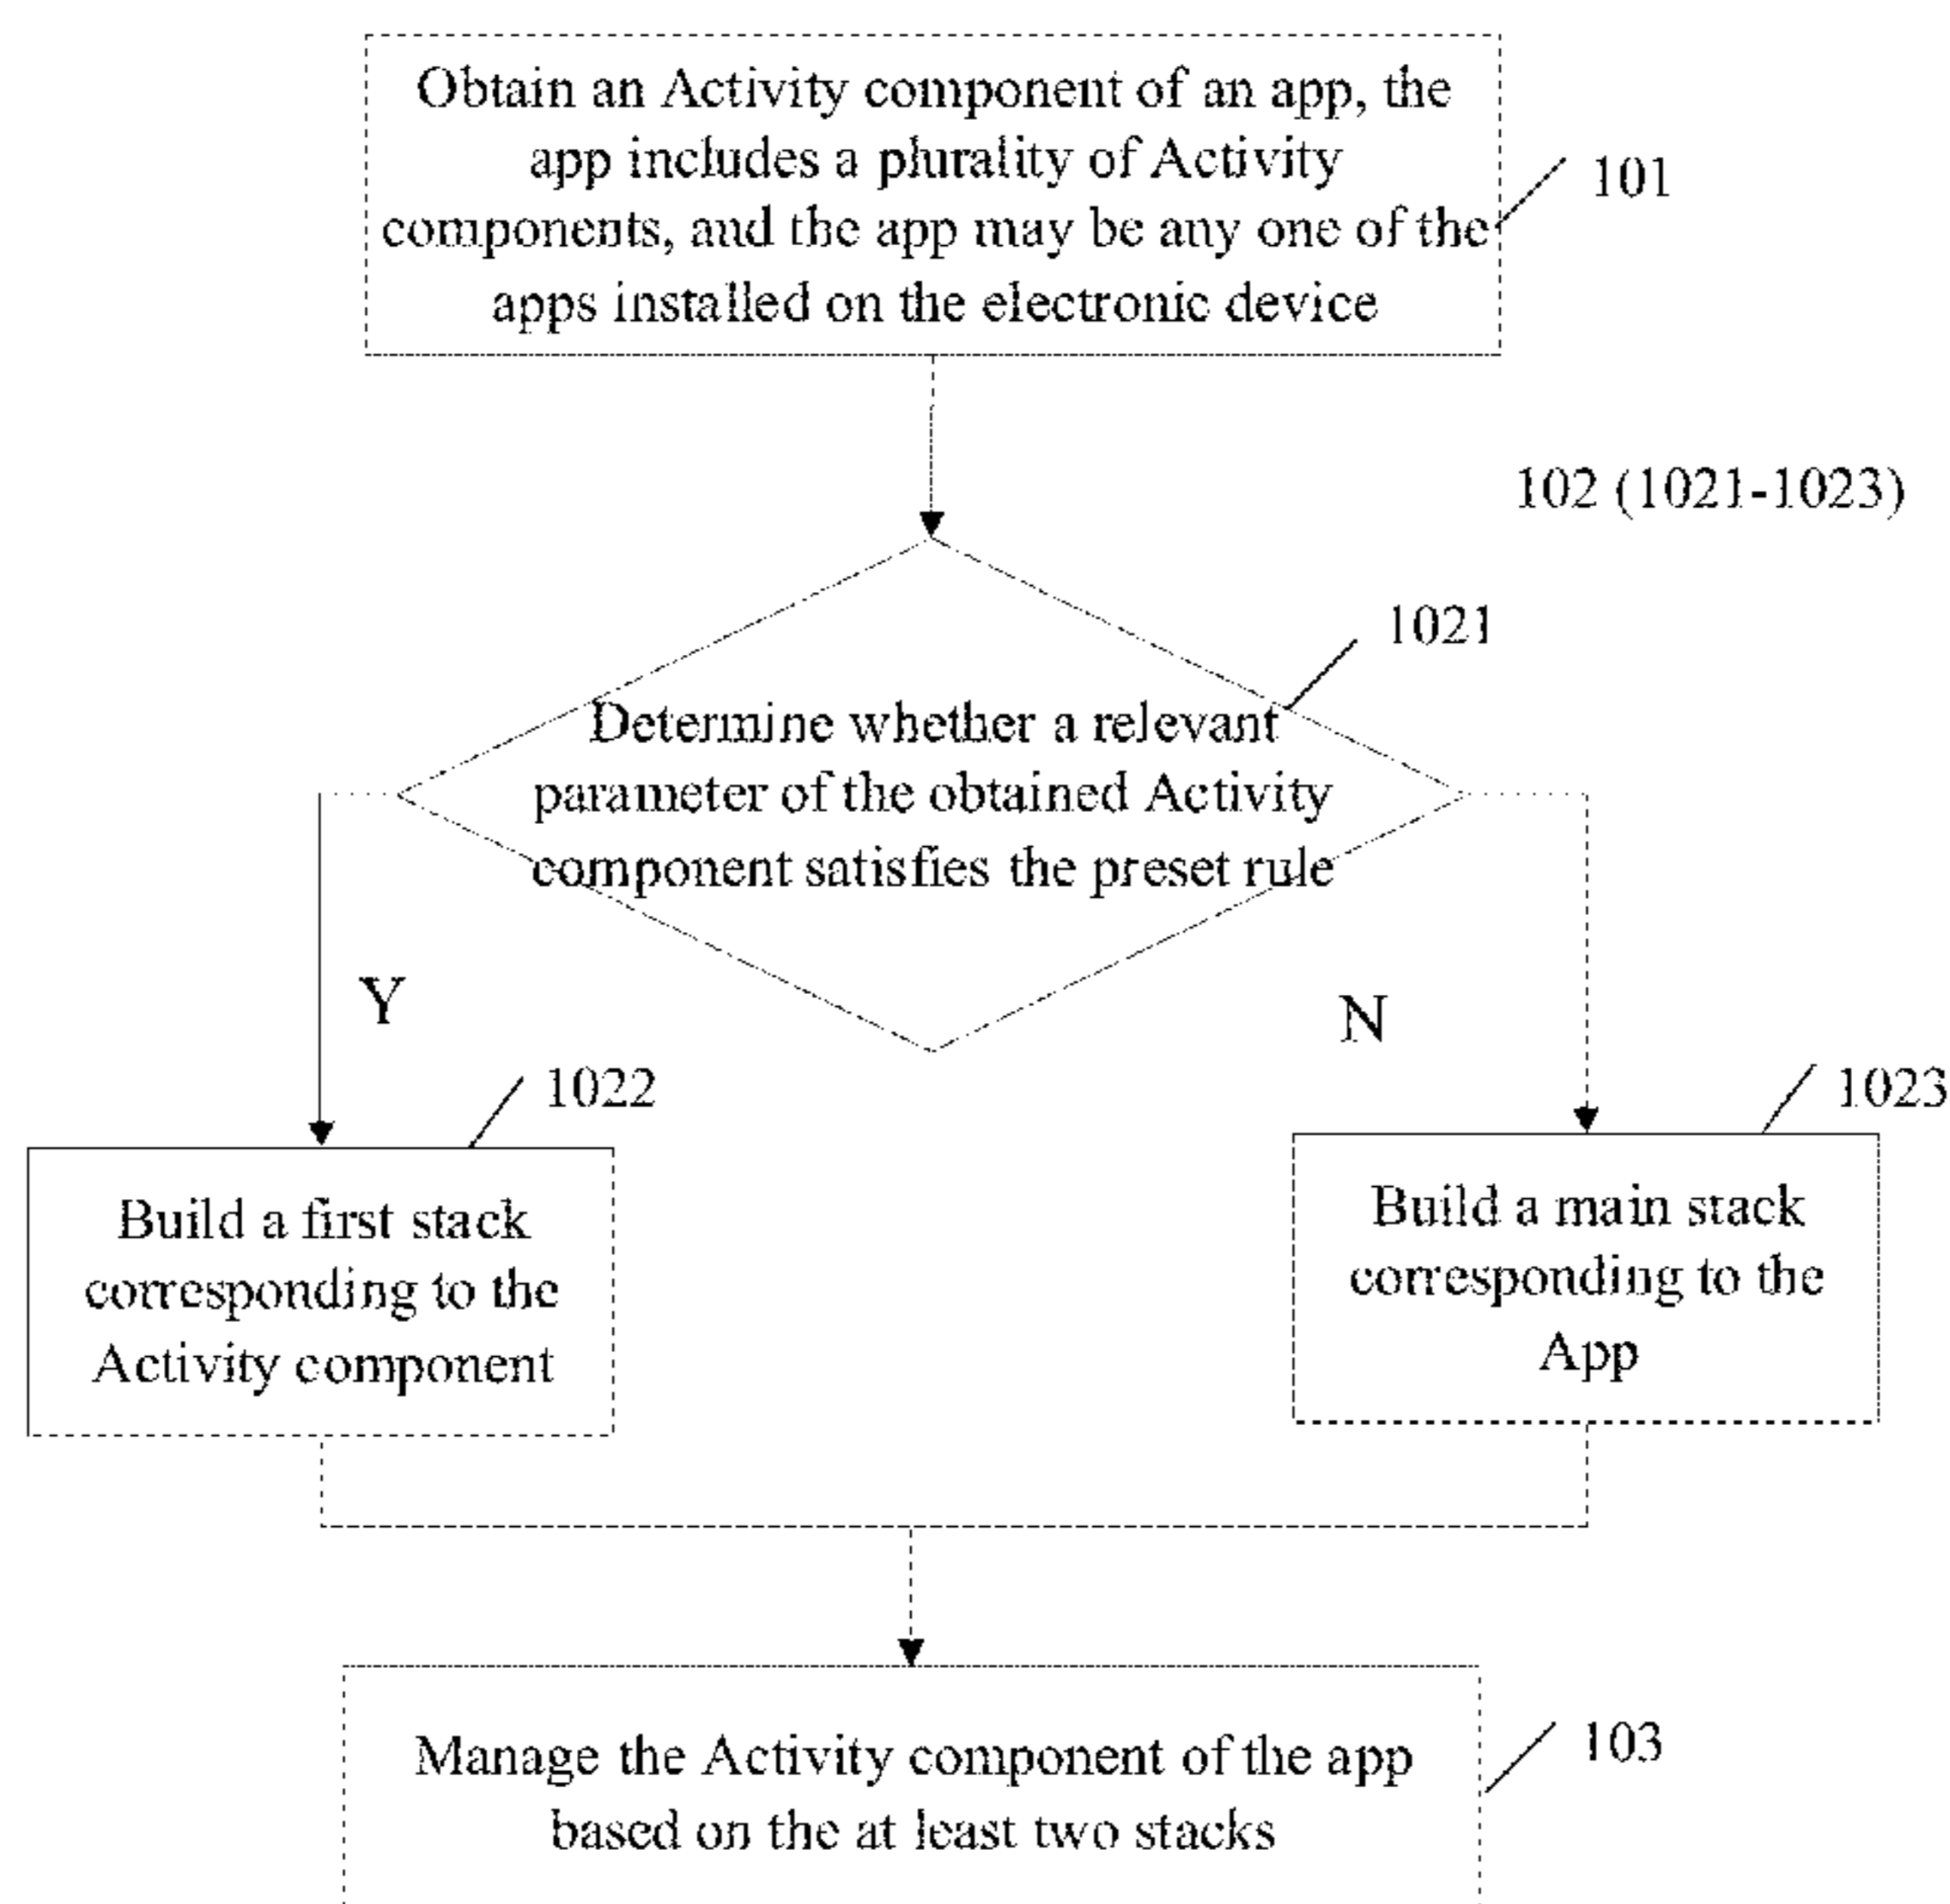 Obtain an Activity component of an app, the
app includes a plurality of Activity
components, and the app may be any one of the
apps installed on the electronic device
101
102 (1021-1023)
1021
Determine whether a relevant
parameter of the obtained Activity
component satisfies the preset rule
Y
N
1022
1023
Build a first stack
corresponding to the
Activity component
Build a main stack
corresponding to the
App
103
Manage the Activity component of the app
based on the at least two stacks